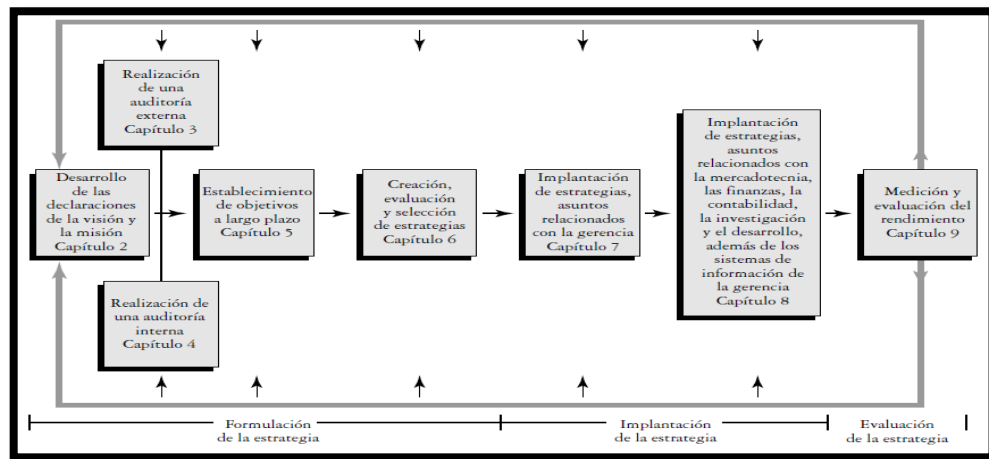 Realización
de una
auditoría
externa
Capítulo 3
Desarrollo
de las
declaraciones
de la visión y
la misión
Capítulo 2
Realización de
una auditoría
interna
Capítulo 4
Establecimiento
de objetivos
a largo plazo
Capítulo 5
Creación,
evaluación
y selección
de estrategias
Capítulo 6
Implantación
de estrategias,
asuntos
relacionados
con la gerencia
Capítulo 7
Implantación
de estrategias,
asuntos
relacionados con
la mercadotecnia,
las finanzas, la
contabilidad,
la investigación
y el desarrollo,
además de los
sistemas de
información de
la gerencia
Capítulo 8
Medición y
evaluación del
rendimiento
Capítulo 9
Formulación
de la estrategia
Implantación
de la estrategia
Evaluación
de la estrategia